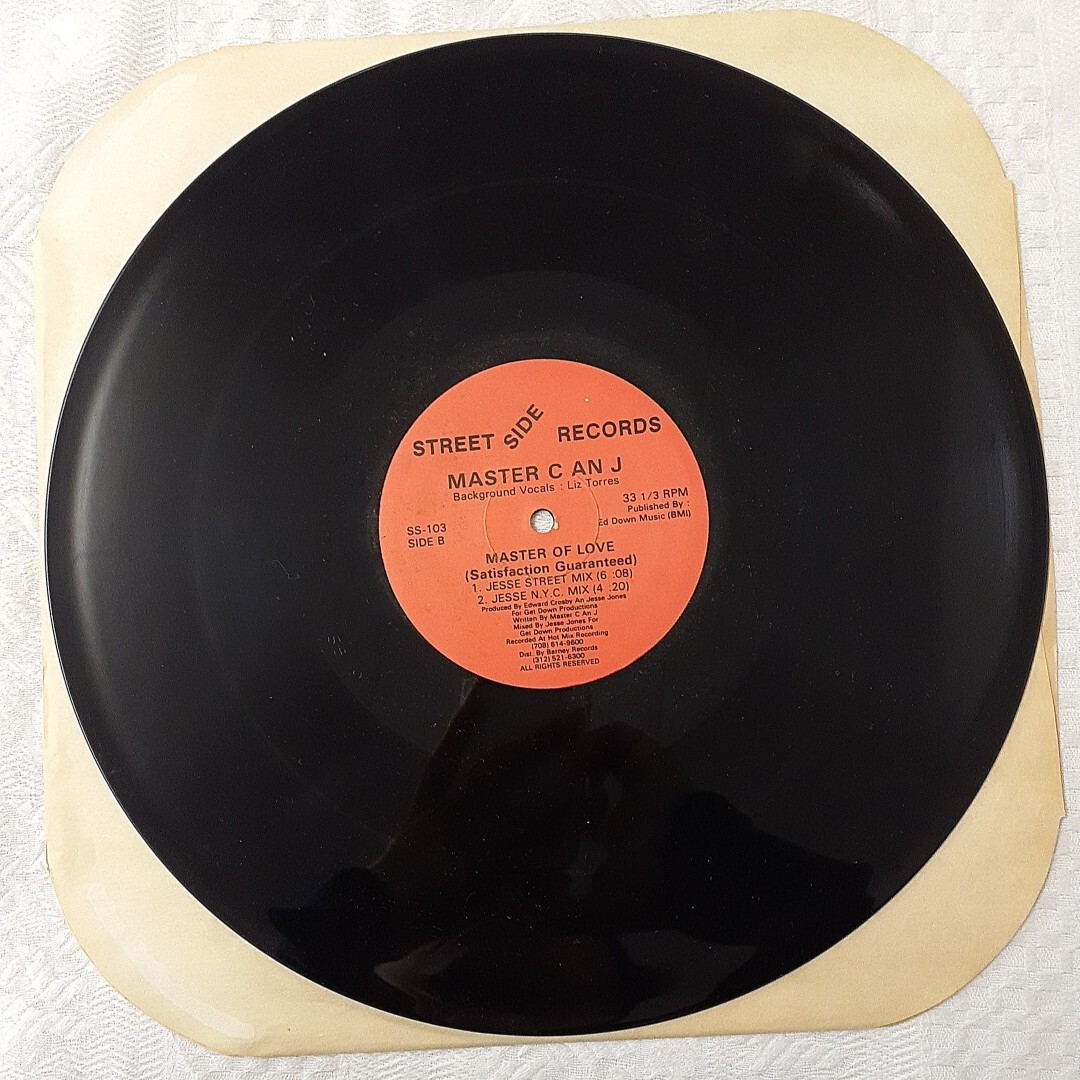 STREET SIDE RECORDS
MASTER C AN J
Background Vocals : Liz Torres
33 1/3 RPM
Published By :
Ed Down Music (BMI)
SS-103
SIDE B
MASTER OF LOVE
(Satisfaction Guaranteed)
1. JESSE STREET MIX (6 :08)
2. JESSE N.Y.C. MIX (4 :20)
Produced By Edward Crosby An Jesse Jones
For Get Down Productions
Written By Master C An J
Mixed By Jesse Jones For
Get Down Productions
Recorded At Hot Mix Recording
(708) 614-9600
Dist. By Barney Records
(312) 521-6300
ALL RIGHTS RESERVED